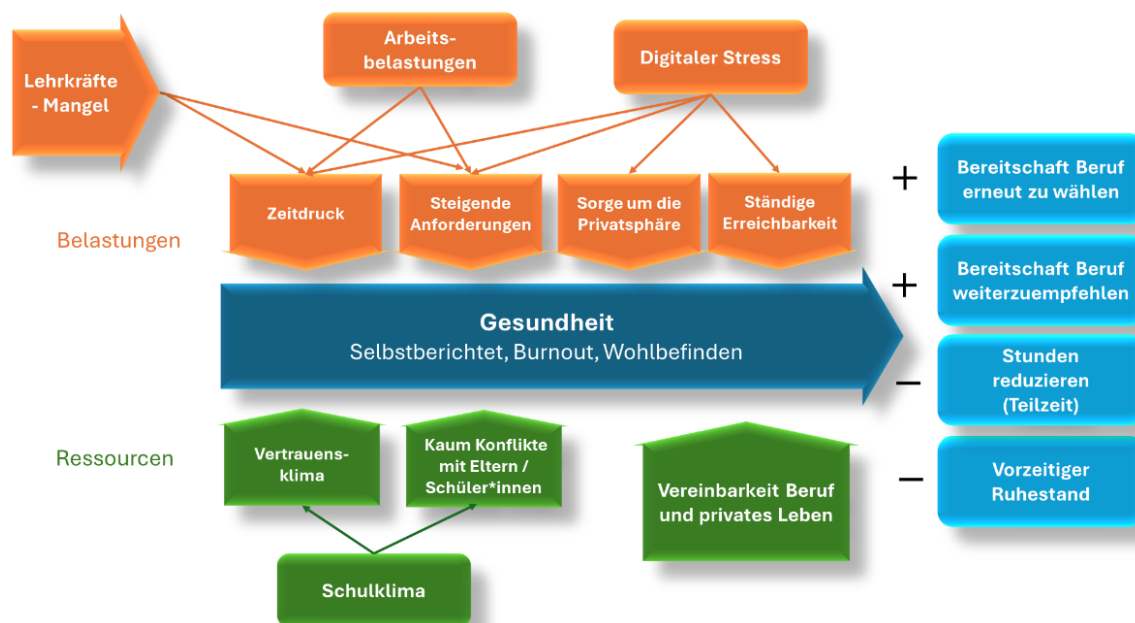 Lehrkräfte
- Mangel
Arbeits-
belastungen
Digitaler Stress
Zeitdruck
Steigende
Anforderungen
Sorge um die
Privatsphäre
Ständige
Erreichbarkeit
Belastungen
Gesundheit
Selbstberichtet, Burnout, Wohlbefinden
Ressourcen
Vertrauens-
klima
Kaum Konflikte
mit Eltern /
Schüler*innen
Vereinbarkeit Beruf
und privates Leben
Schulklima
+
Bereitschaft Beruf
erneut zu wählen
+
Bereitschaft Beruf
weiterzuempfehlen
–
Stunden
reduzieren
(Teilzeit)
–
Vorzeitiger
Ruhestand